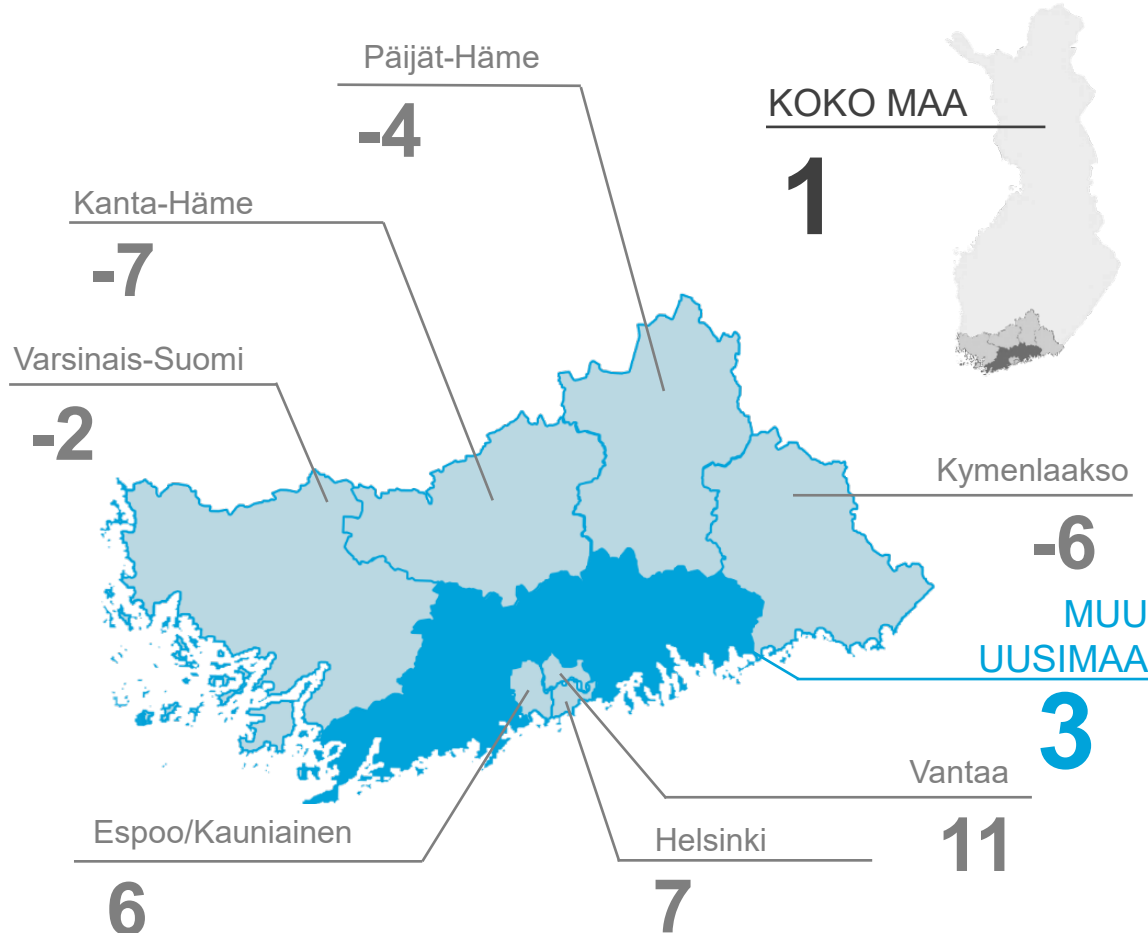 Päijät-Häme
-4
KOKO MAA
1
Kanta-Häme
-7
Varsinais-Suomi
-2
Kymenlaakso
-6
MUU
UUSIMAA
3
Vantaa
11
Espoo/Kauniainen
6
Helsinki
7